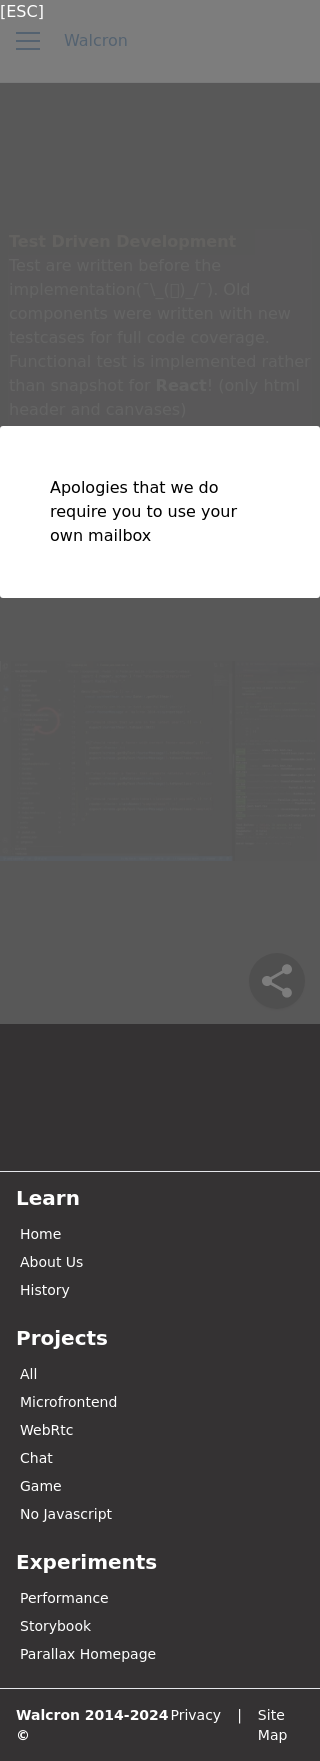 [ESC]
Walcron
Test Driven Development
Test are written before the
implementation(¯\_(▯)_/¯). Old
components were written with new
testcases for full code coverage.
Functional test is implemented rather
than snapshot for React! (only html
header and canvases)
Apologies that we do
require you to use your
own mailbox
Learn
Home
About Us
History
Projects
All
Microfrontend
WebRtc
Chat
Game
No Javascript
Experiments
Performance
Storybook
Parallax Homepage
Walcron 2014-2024 Privacy | Site
© Map